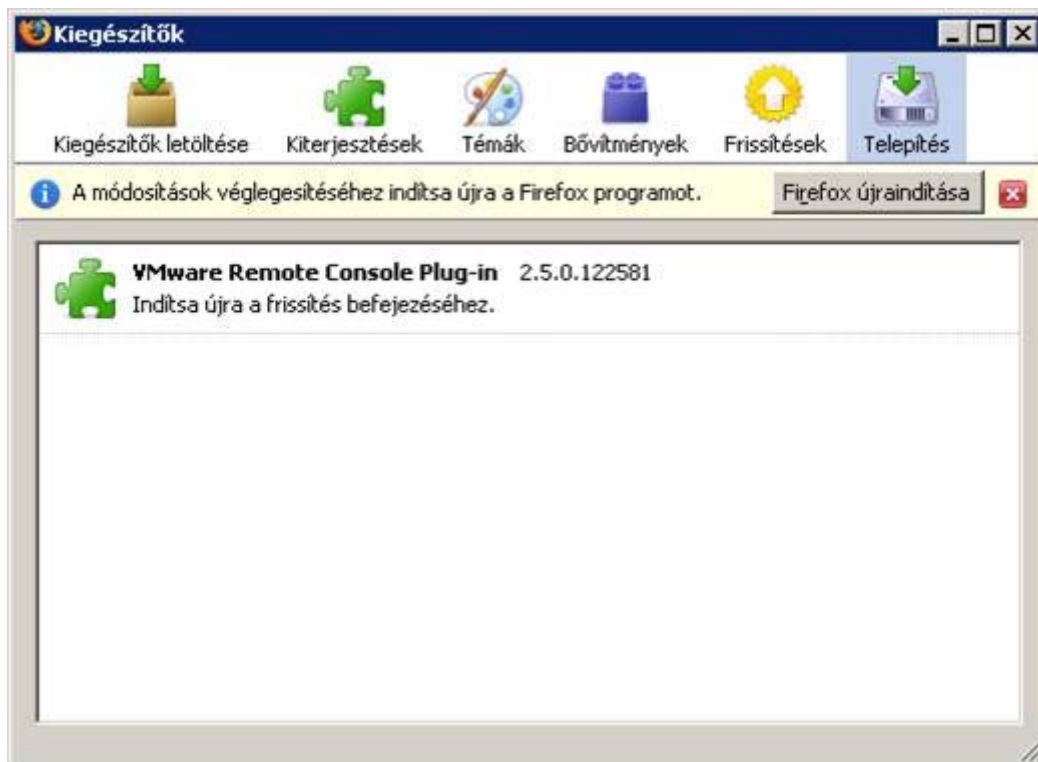 Kiegészítők
Kiegészítők letöltése Kiterjesztések Témák Bővítmények Frissítések Telepítés
A módosítások véglegesítéséhez indítsa újra a Firefox programot. Firefox újraindítása
VMware Remote Console Plug-in 2.5.0.122581
Indítsa újra a frissítés befejezéséhez.